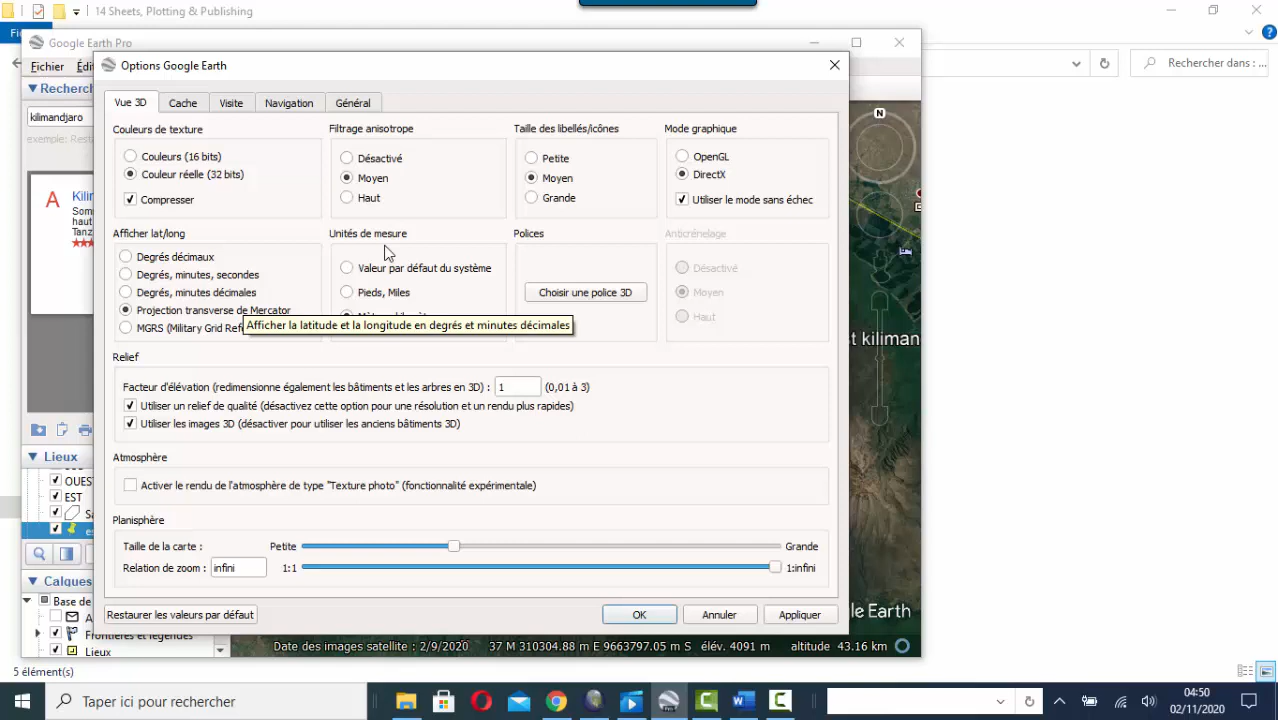 14 Sheets, Plotting & Publishing
Google Earth Pro
Rechercher dans : ...
Fichier
Options Google Earth
Recherch
kilimandjaro
A
Kili
Tanz
Lieux
OUES
EST
Calques
Base de
Frontières et légendes
Lieux
Vue 3D Cache Visite Navigation Général
Couleurs de texture
Couleurs (16 bits)
Couleur réelle (32 bits)
Compresser
Filtrage anisotrope
Désactivé
Moyen
Haut
Taille des libellés/icônes
Petite
Moyen
Grande
Mode graphique
OpenGL
DirectX
Utiliser le mode sans échec
Afficher lat/long
Degrés décimaux
Degrés, minutes, secondes
Degrés, minutes décimales
Projection transverse de Mercator
MGRS (Military Grid Ref
Afficher la latitude et la longitude en degrés et minutes décimales
Unités de mesure
Valeur par défaut du système
Pieds, Miles
Polices
Choisir une police 3D
Anticrénelage
Désactivé
Moyen
Haut
Relief
Facteur d'élévation (redimensionne également les bâtiments et les arbres en 3D) : 1 (0,01 à 3)
Utiliser un relief de qualité (désactivez cette option pour une résolution et un rendu plus rapides)
Utiliser les images 3D (désactiver pour utiliser les anciens bâtiments 3D)
Atmosphère
Activer le rendu de l'atmosphère de type "Texture photo" (fonctionnalité expérimentale)
Planisphère
Taille de la carte : Petite Grande
Relation de zoom : infini 1:1 1:infini
Restaurer les valeurs par défaut OK Annuler Appliquer
N
st kiliman
le Earth
Date des images satellite : 2/9/2020 37 M 310304.88 m E 9663797.05 m S élév. 4091 m altitude 43.16 km
5 élément(s)
Taper ici pour rechercher
04:50
02/11/2020